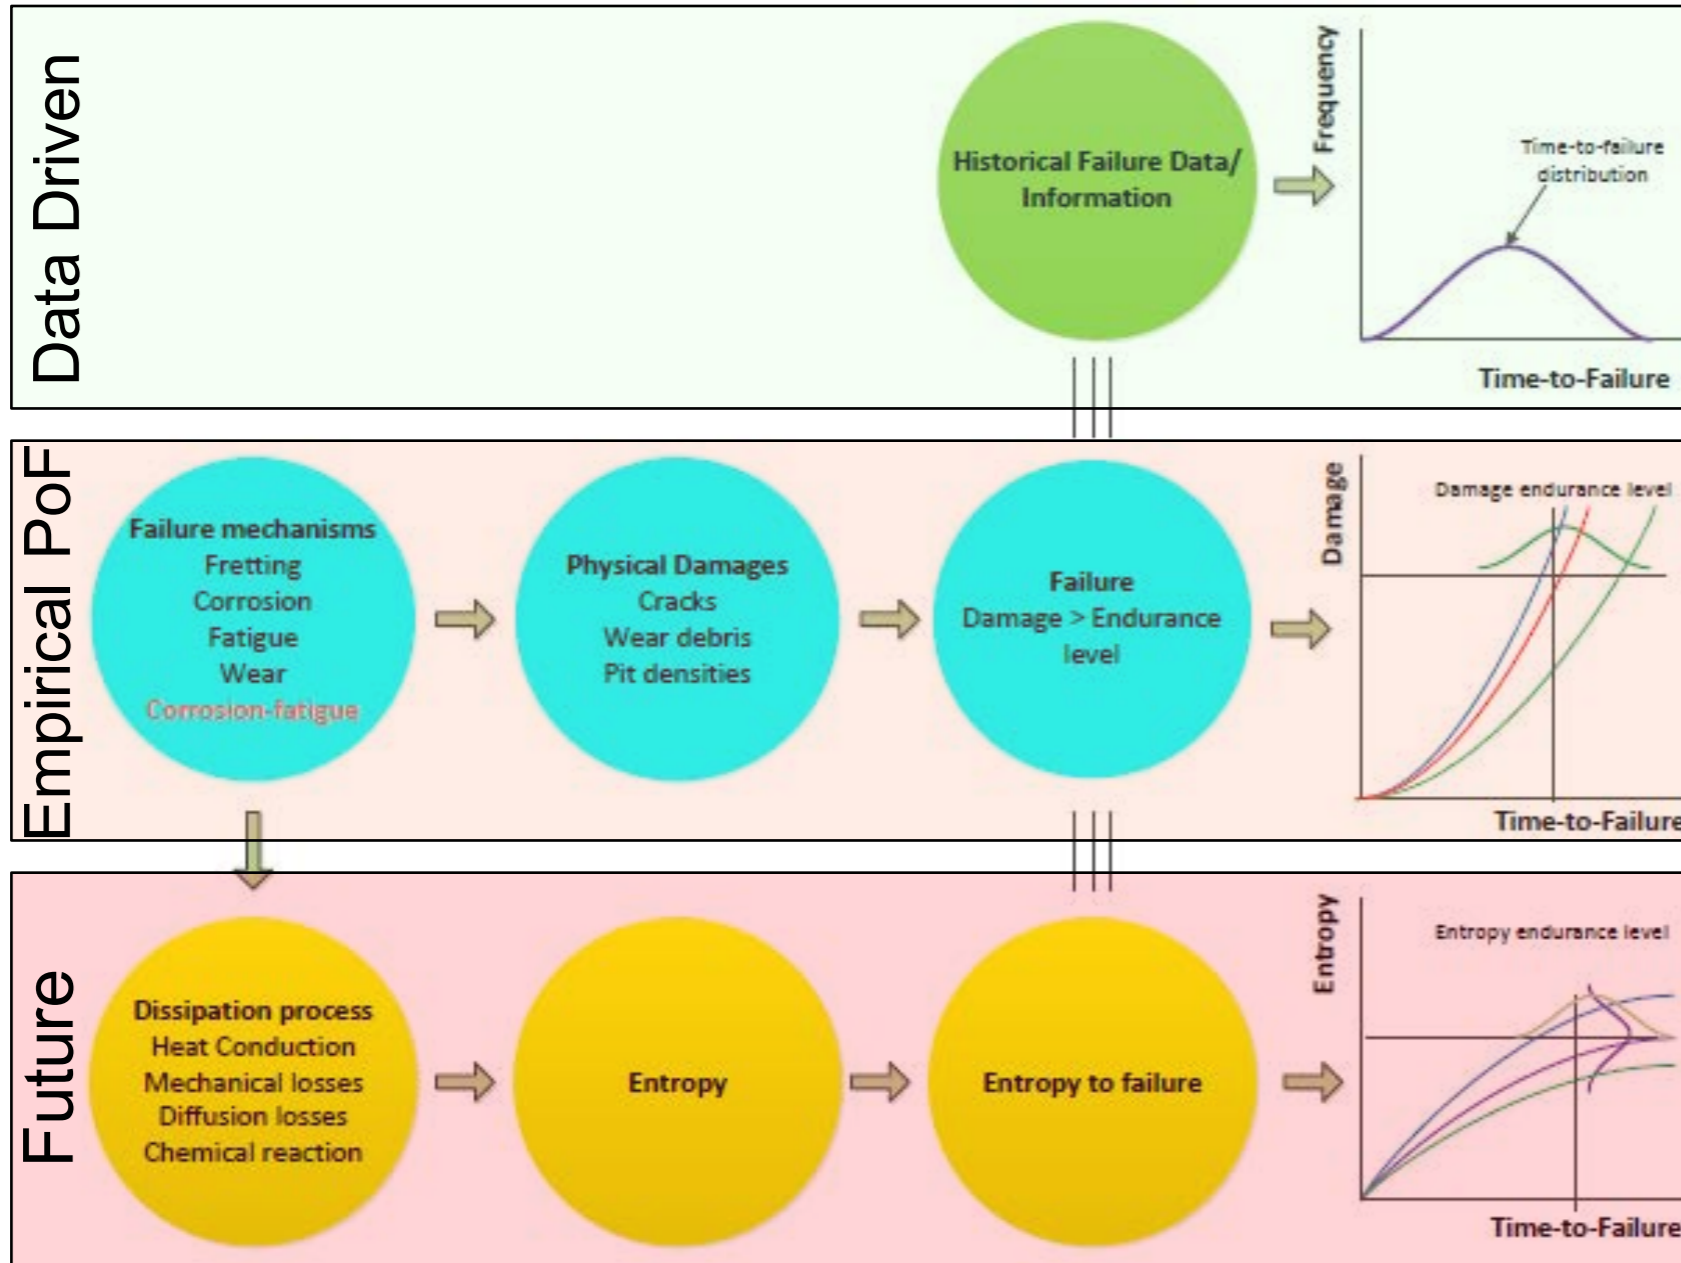 Data Driven
Historical Failure Data/
Information
Frequency
Time-to-failure
distribution
Time-to-Failure
Empirical PoF
Failure mechanisms
Fretting
Corrosion
Fatigue
Wear
Corrosion-fatigue
Physical Damages
Cracks
Wear debris
Pit densities
Failure
Damage > Endurance
level
Damage
Damage endurance level
Time-to-Failure
Future
Dissipation process
Heat Conduction
Mechanical losses
Diffusion losses
Chemical reaction
Entropy
Entropy to failure
Entropy
Entropy endurance level
Time-to-Failure